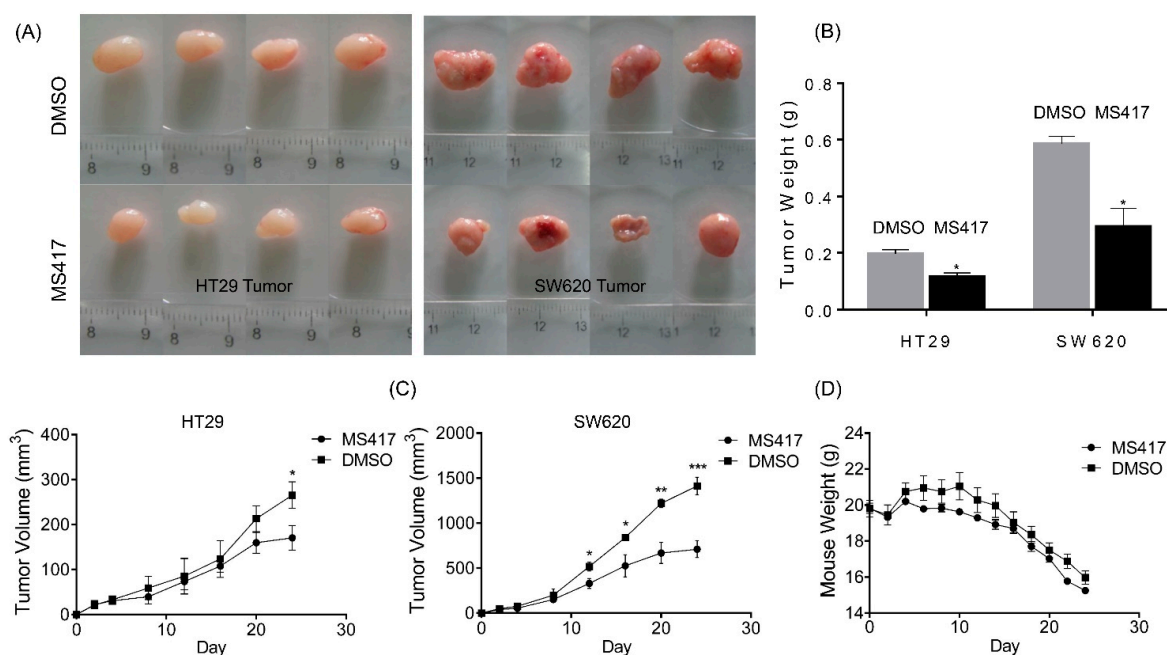 (A)
DMSO
8 9 8 9 8 9 8 9
11 12 12 12 13 11 12
MS417
HT29 Tumor
SW620 Tumor
8 9 8 9 8 9 8 9
11 12 12 13 12 13 1 12
(B)
Tumor Weight (g)
0.8
0.6
0.4
0.2
0.0
DMSO MS417
*
DMSO MS417
*
HT29
SW620
(C)
HT29
Tumor Volume (mm³)
400
300
200
100
0
0 10 20 30
Day
MS417
DMSO
*
SW620
Tumor Volume (mm³)
2000
1500
1000
500
0
0 10 20 30
Day
MS417
DMSO
*
*
**
***
(D)
Mouse Weight (g)
24
22
20
18
16
14
0 10 20 30
Day
MS417
DMSO